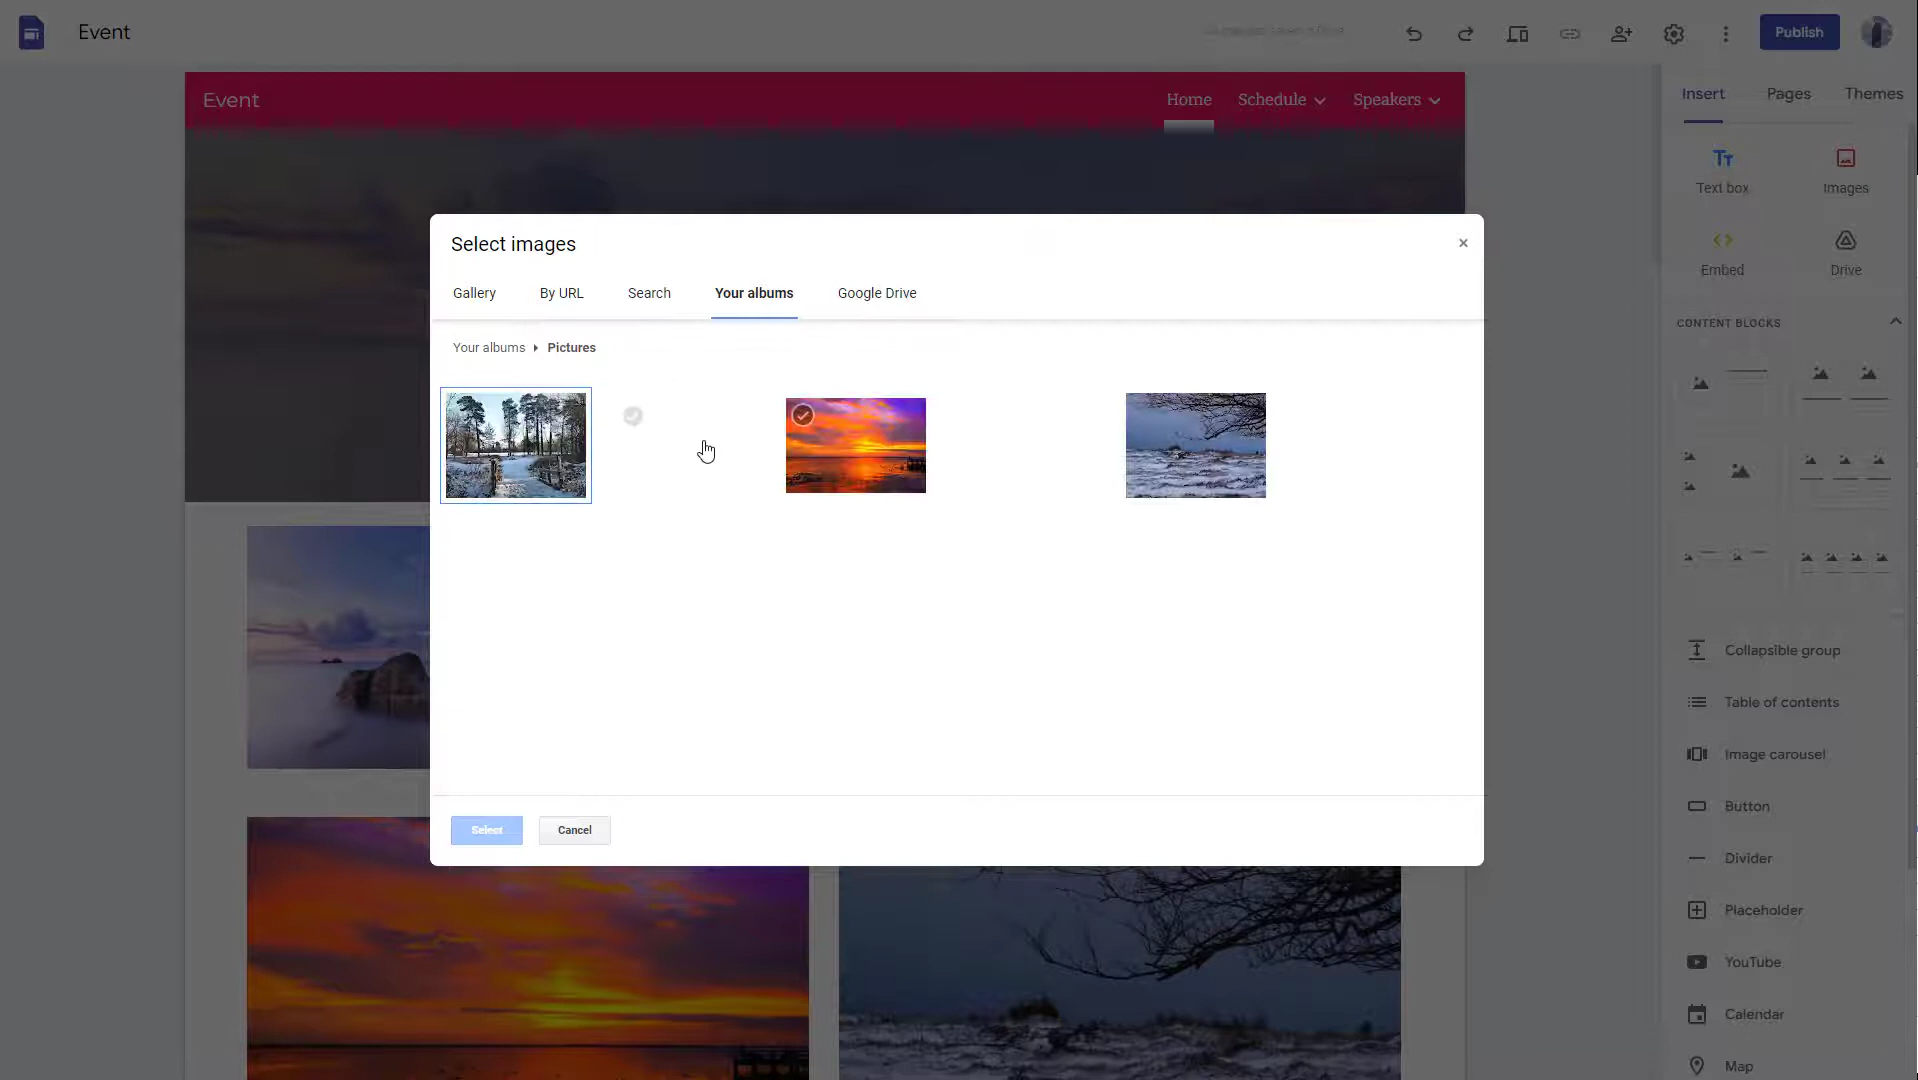 Event
Publish
Event
Home
Schedule
Speakers
Insert
Pages
Themes
Text box
Images
Embed
Drive
CONTENT BLOCKS
Select images
×
Gallery
By URL
Search
Your albums
Google Drive
Your albums
Pictures
Select
Cancel
Collapsible group
Table of contents
Image carousel
Button
Divider
Placeholder
YouTube
Calendar
Map